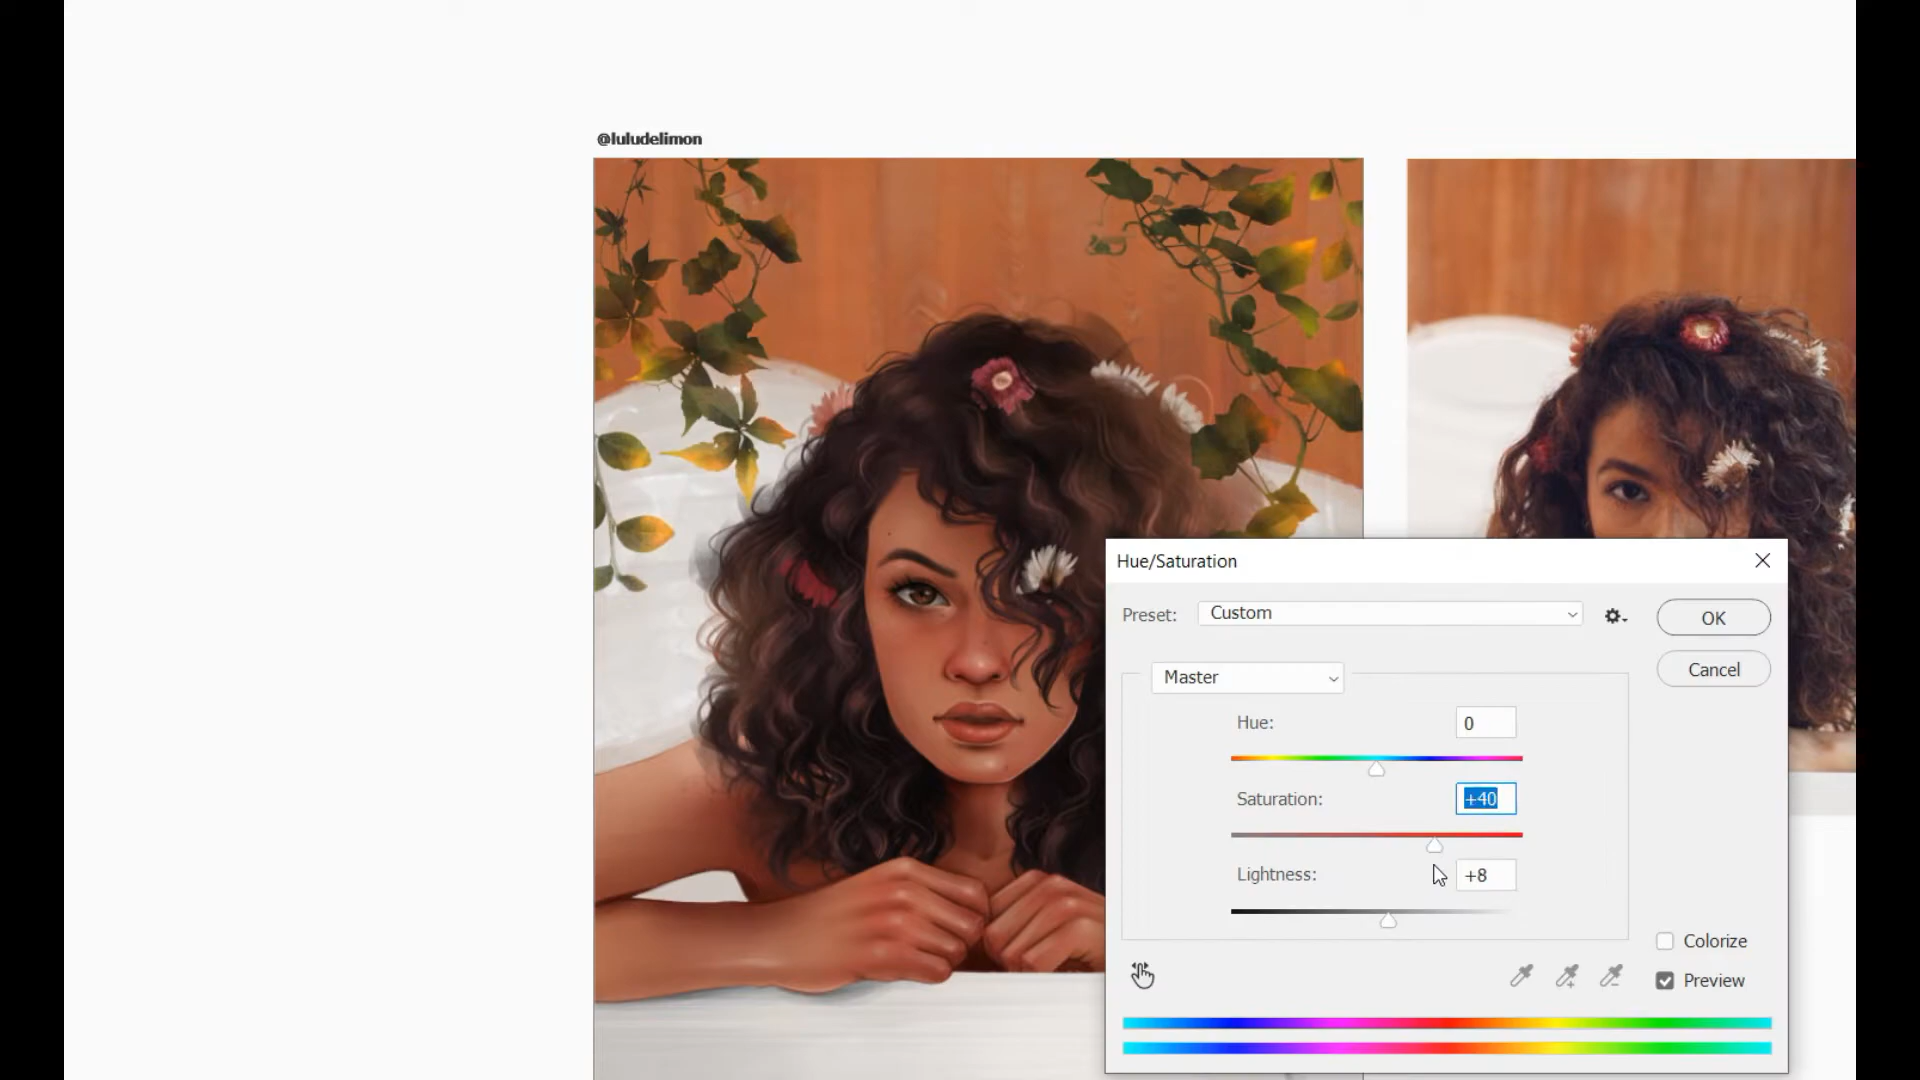 @luludelimon
Hue/Saturation
Preset: Custom
OK
Master
Cancel
Hue: 0
Saturation: +40
Lightness: +8
Colorize
Preview